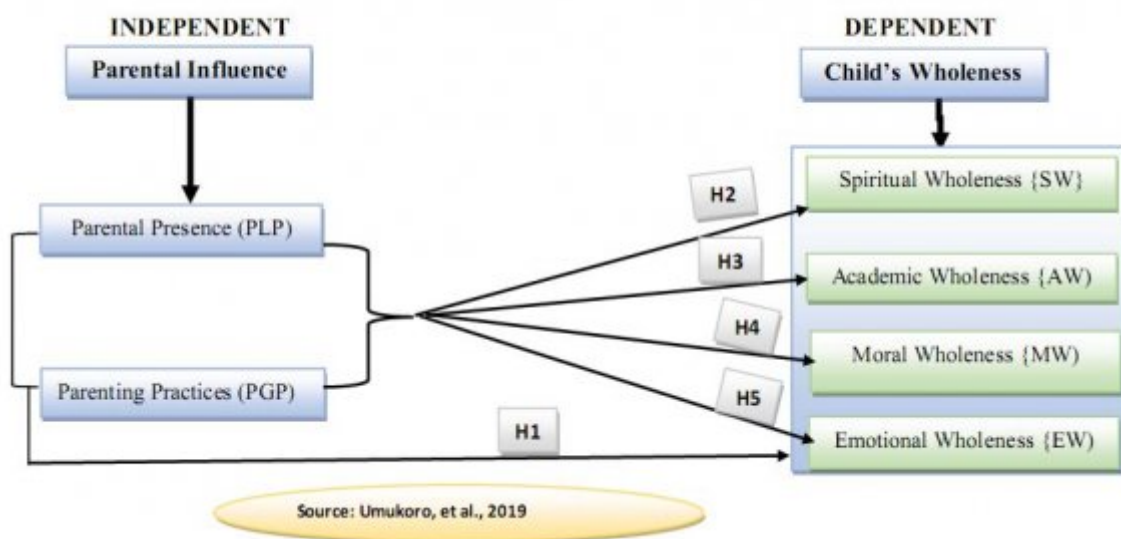 INDEPENDENT
DEPENDENT
Parental Influence
Child's Wholeness
Parental Presence (PLP)
Parenting Practices (PGP)
H2
H3
H4
H5
H1
Spiritual Wholeness {SW}
Academic Wholeness {AW)
Moral Wholeness {MW)
Emotional Wholeness {EW)
Source: Umukoro, et al., 2019